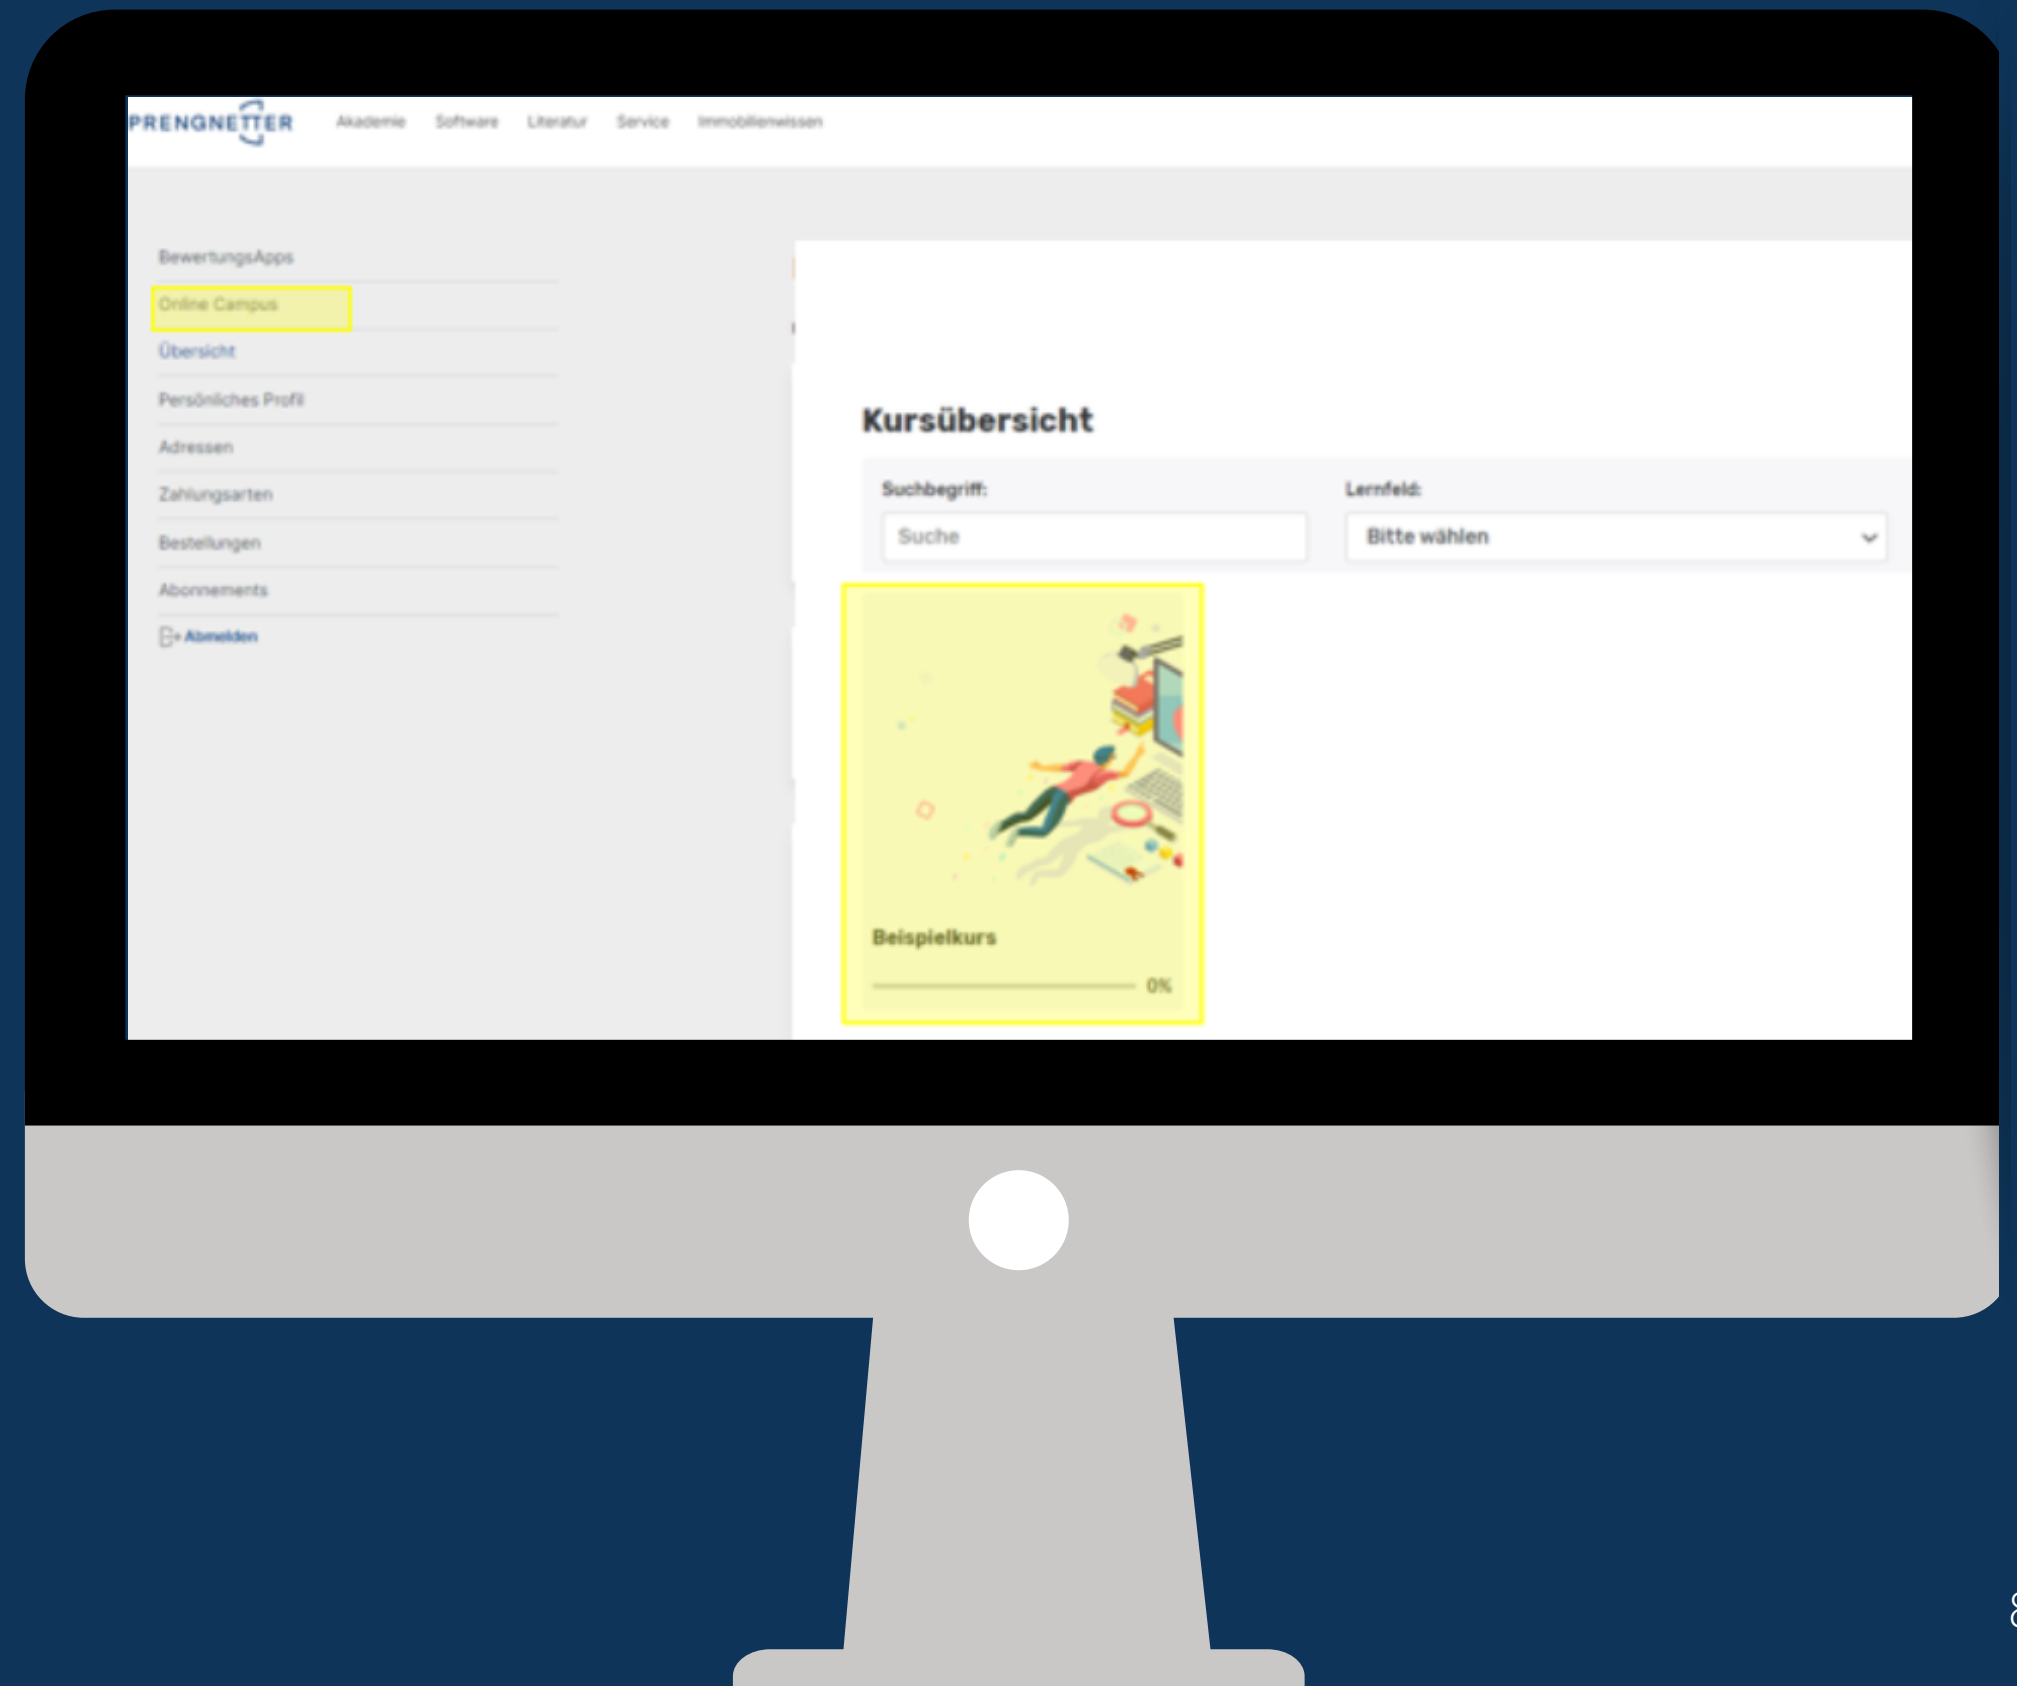 PRENGNETTER
Akademie Software Literatur Service Immobilienwissen
BewertungsApps
Online Campus
Übersicht
Persönliches Profil
Adressen
Zahlungsarten
Bestellungen
Abonnements
Abmelden
Kursübersicht
Suchbegriff: Lernfeld:
Suche Bitte wählen
Beispielkurs
0%